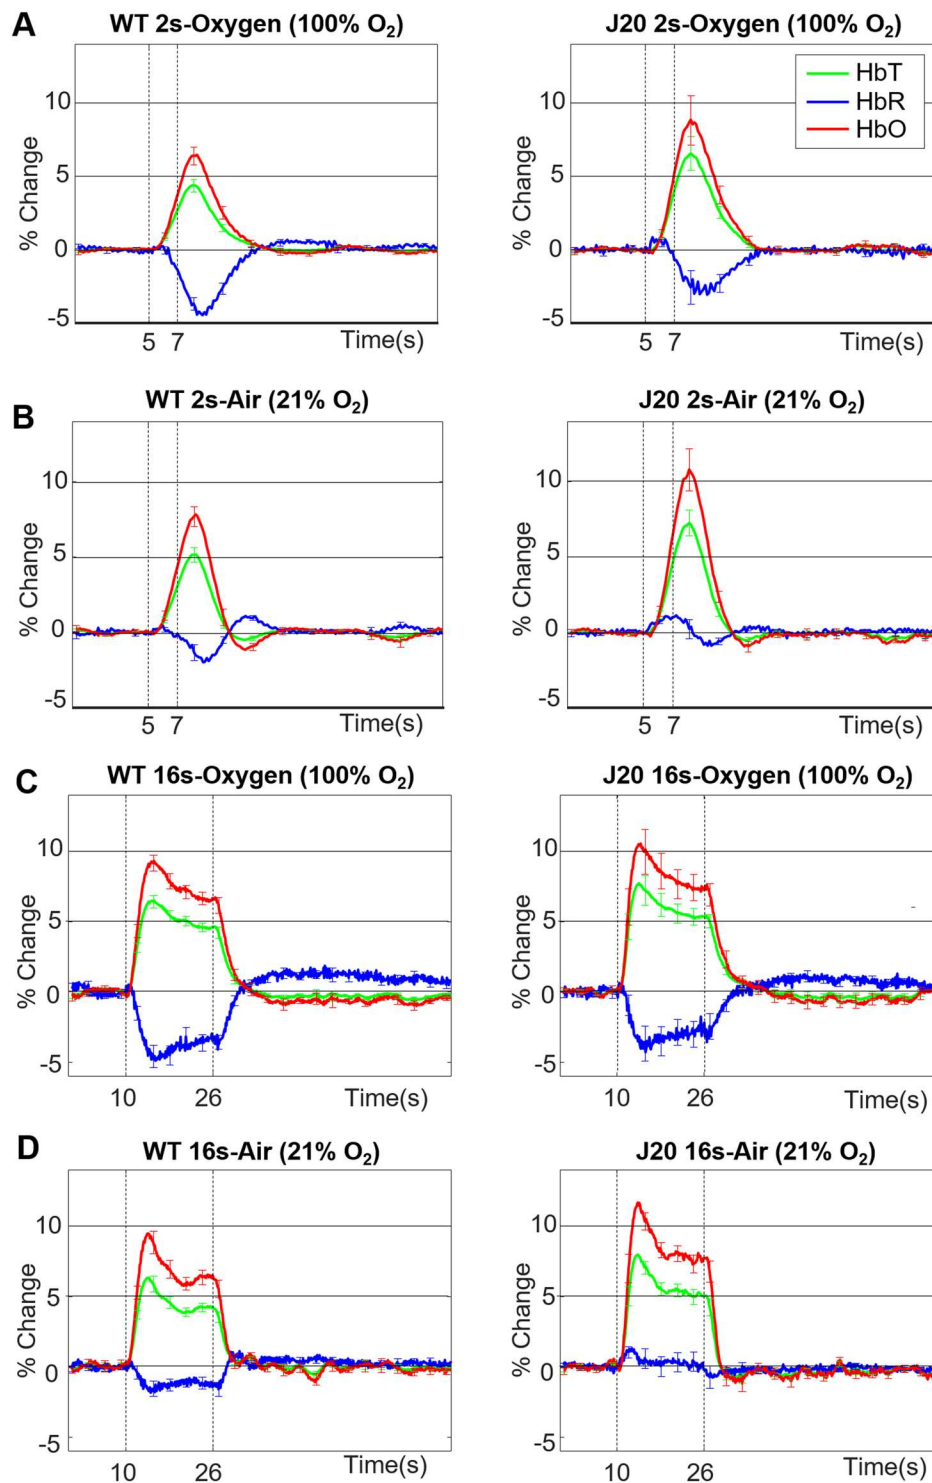 A
WT 2s-Oxygen (100% O₂)
J20 2s-Oxygen (100% O₂)
HbT
HbR
HbO
% Change
10
5
0
-5
5 7
Time(s)
% Change
10
5
0
-5
5 7
Time(s)
B
WT 2s-Air (21% O₂)
J20 2s-Air (21% O₂)
% Change
10
5
0
-5
5 7
Time(s)
% Change
10
5
0
-5
5 7
Time(s)
C
WT 16s-Oxygen (100% O₂)
J20 16s-Oxygen (100% O₂)
% Change
10
5
0
-5
10 26
Time(s)
% Change
10
5
0
-5
10 26
Time(s)
D
WT 16s-Air (21% O₂)
J20 16s-Air (21% O₂)
% Change
10
5
0
-5
10 26
Time(s)
% Change
10
5
0
-5
10 26
Time(s)